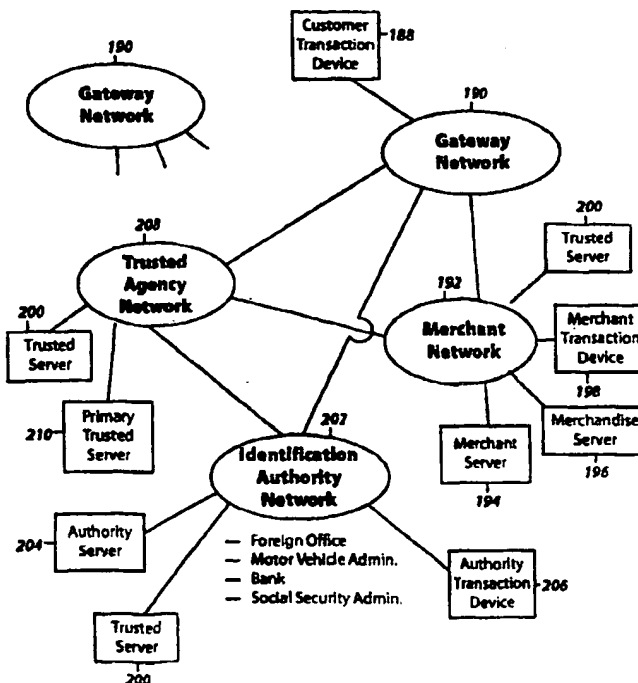 Customer
Transaction
Device
188
190
Gateway
Network
190
Gateway
Network
208
Trusted
Agency
Network
200
Trusted
Server
192
Merchant
Network
Merchant
Transaction
Device
198
200
Trusted
Server
210
Primary
Trusted
Server
202
Identification
Authority
Network
Merchant
Server
194
Merchandise
Server
196
204
Authority
Server
— Foreign Office
— Motor Vehicle Admin.
— Bank
— Social Security Admin.
Authority
Transaction
Device
206
Trusted
Server
200